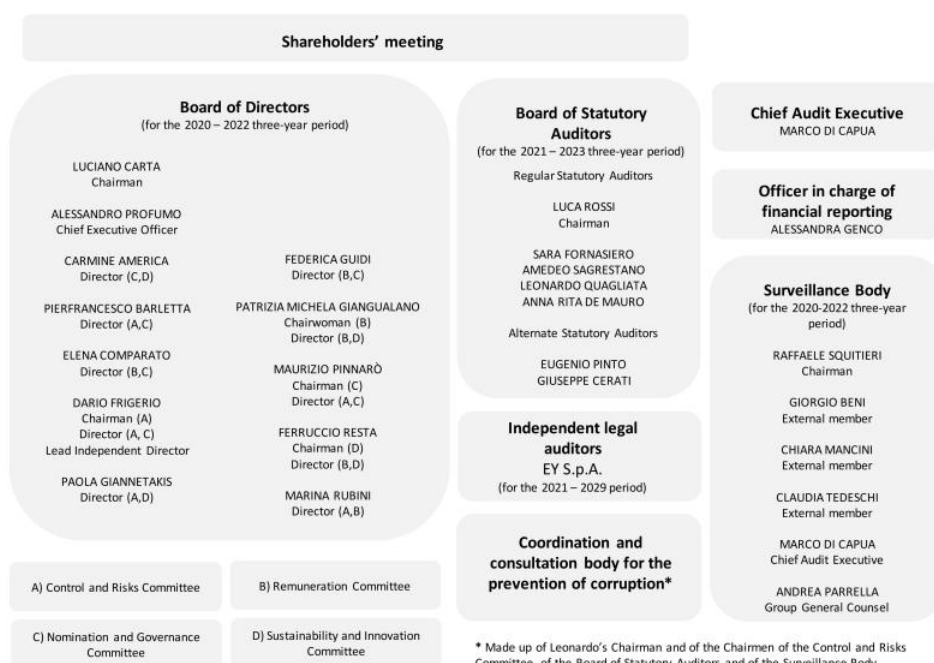 Shareholders' meeting
Board of Directors
(for the 2020 – 2022 three-year period)
LUCIANO CARTA
Chairman
ALESSANDRO PROFUMO
Chief Executive Officer
CARMINE AMERICA
Director (C,D)
PIERFRANCESCO BARLETTA
Director (A,C)
ELENA COMPARATO
Director (B,C)
DARIO FRIGERIO
Chairman (A)
Director (A, C)
Lead Independent Director
PAOLA GIANNETAKIS
Director (A,D)
FEDERICA GUIDI
Director (B,C)
PATRIZIA MICHELA GIANGUALANO
Chairwoman (B)
Director (B,D)
MAURIZIO PINNARÒ
Chairman (C)
Director (A,C)
FERRUCCIO RESTA
Chairman (D)
Director (B,D)
MARINA RUBINI
Director (A,B)
A) Control and Risks Committee
B) Remuneration Committee
C) Nomination and Governance
Committee
D) Sustainability and Innovation
Committee
Board of Statutory
Auditors
(for the 2021 – 2023 three-year period)
Regular Statutory Auditors
LUCA ROSSI
Chairman
SARA FORNASIERO
AMEDEO SAGRESTANO
LEONARDO QUAGLIATA
ANNA RITA DE MAURO
Alternate Statutory Auditors
EUGENIO PINTO
GIUSEPPE CERATI
Independent legal
auditors
EY S.p.A.
(for the 2021 – 2029 period)
Coordination and
consultation body for the
prevention of corruption*
Chief Audit Executive
MARCO DI CAPUA
Officer in charge of
financial reporting
ALESSANDRA GENCO
Surveillance Body
(for the 2020-2022 three-year
period)
RAFFAELE SQUITIERI
Chairman
GIORGIO BENI
External member
CHIARA MANCINI
External member
CLAUDIA TEDESCHI
External member
MARCO DI CAPUA
Chief Audit Executive
ANDREA PARRELLA
Group General Counsel
* Made up of Leonardo's Chairman and of the Chairmen of the Control and Risks
Committee, of the Board of Statutory Auditors and of the Surveillance Body